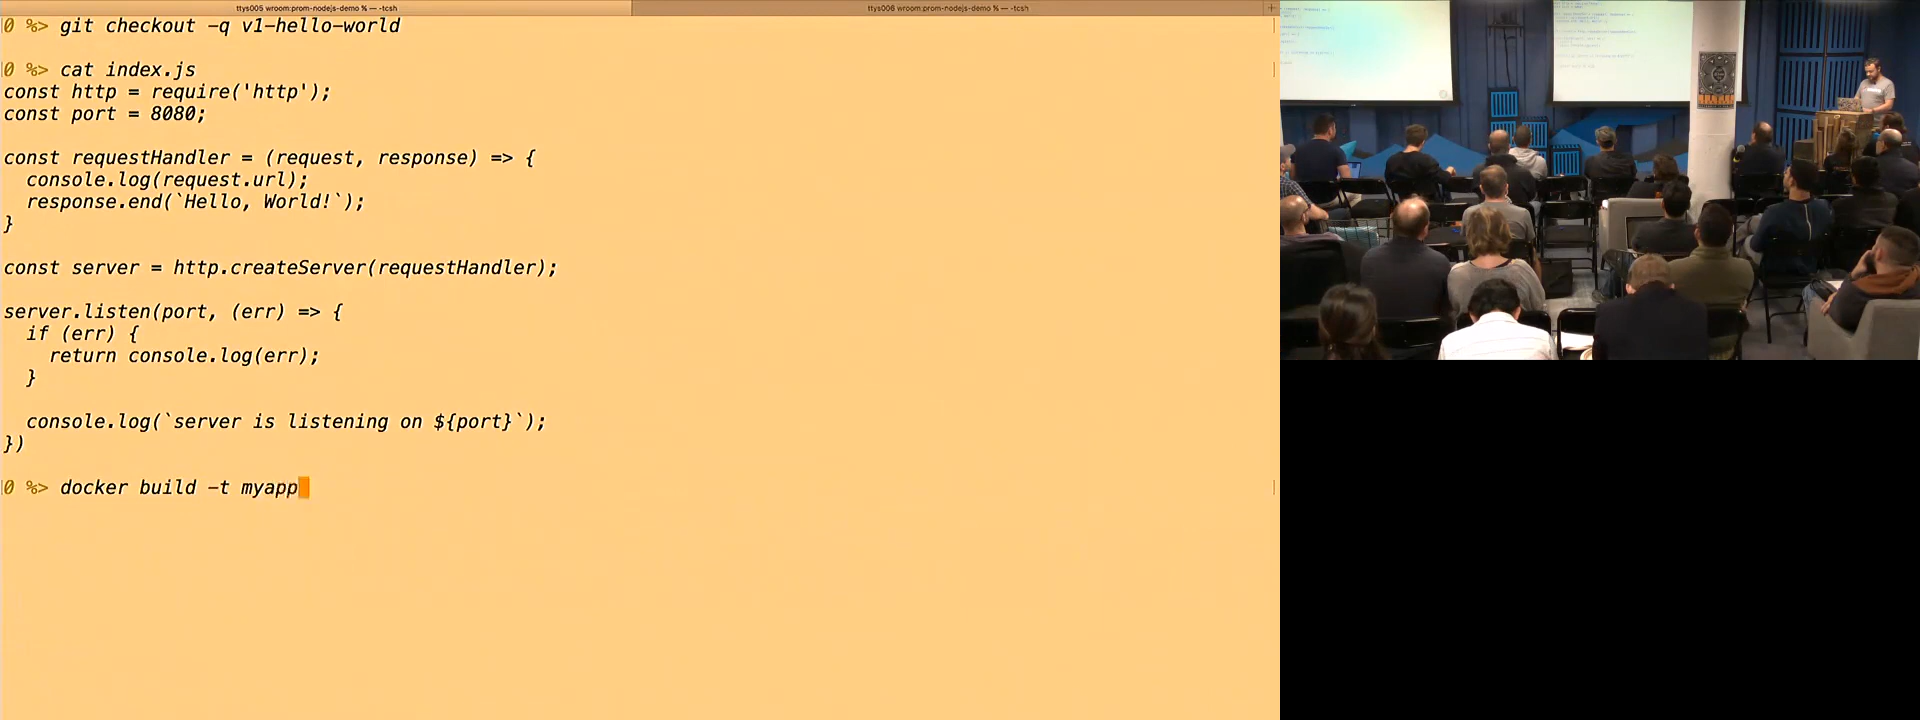 ttys005 wroom:prom-nodejs-demo % — -tcsh
ttys006 wroom:prom-nodejs-demo % — -tcsh
+
0 %> git checkout -q v1-hello-world
0 %> cat index.js
const http = require('http');
const port = 8080;
const requestHandler = (request, response) => {
  console.log(request.url);
  response.end(`Hello, World!`);
}
const server = http.createServer(requestHandler);
server.listen(port, (err) => {
  if (err) {
    return console.log(err);
  }
  console.log(`server is listening on ${port}`);
})
0 %> docker build -t myapp